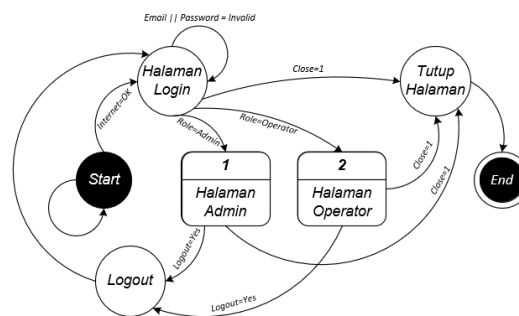 Email || Password = Invalid
Halaman
Login
Close=1
Tutup
Halaman
Internet=OK
Role=Admin
Role=Operator
Start
1
Halaman
Admin
2
Halaman
Operator
Close=1
Close=1
End
Logout=Yes
Logout
Logout=Yes